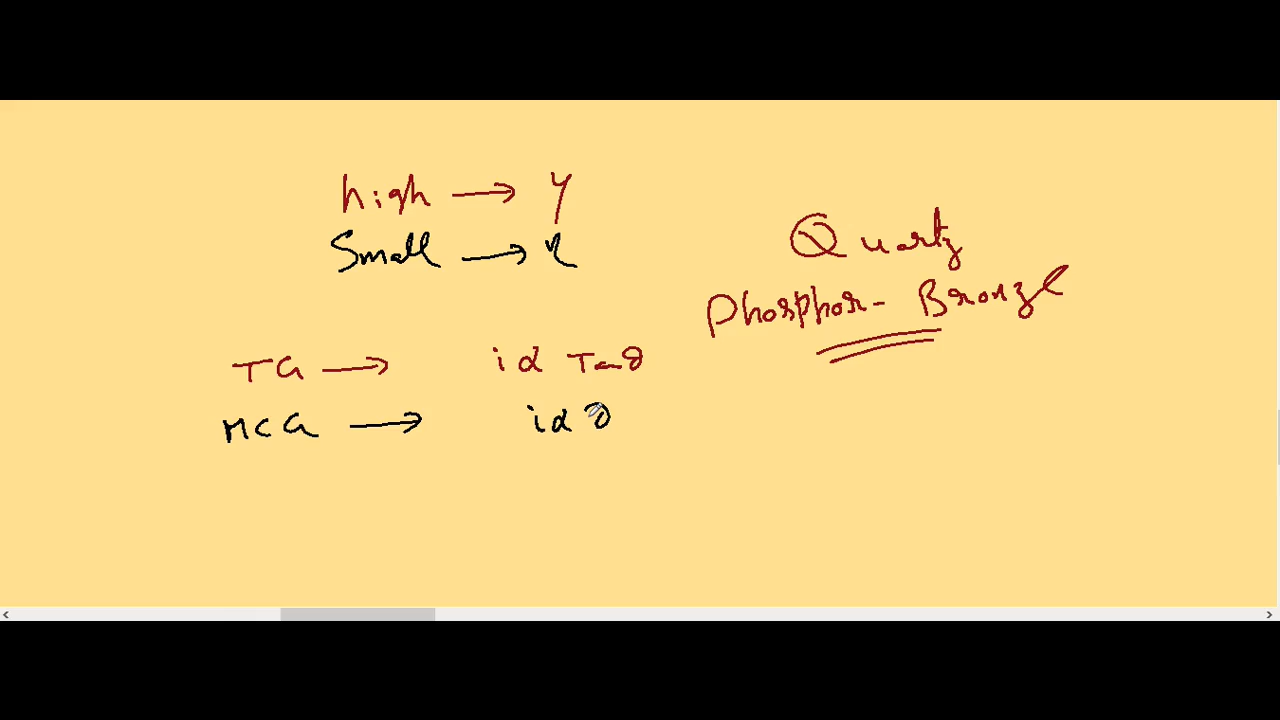 high → Y
Small → η
Quartz
Phosphor - Bronze
TG → i α Tanθ
MCG → i α θ